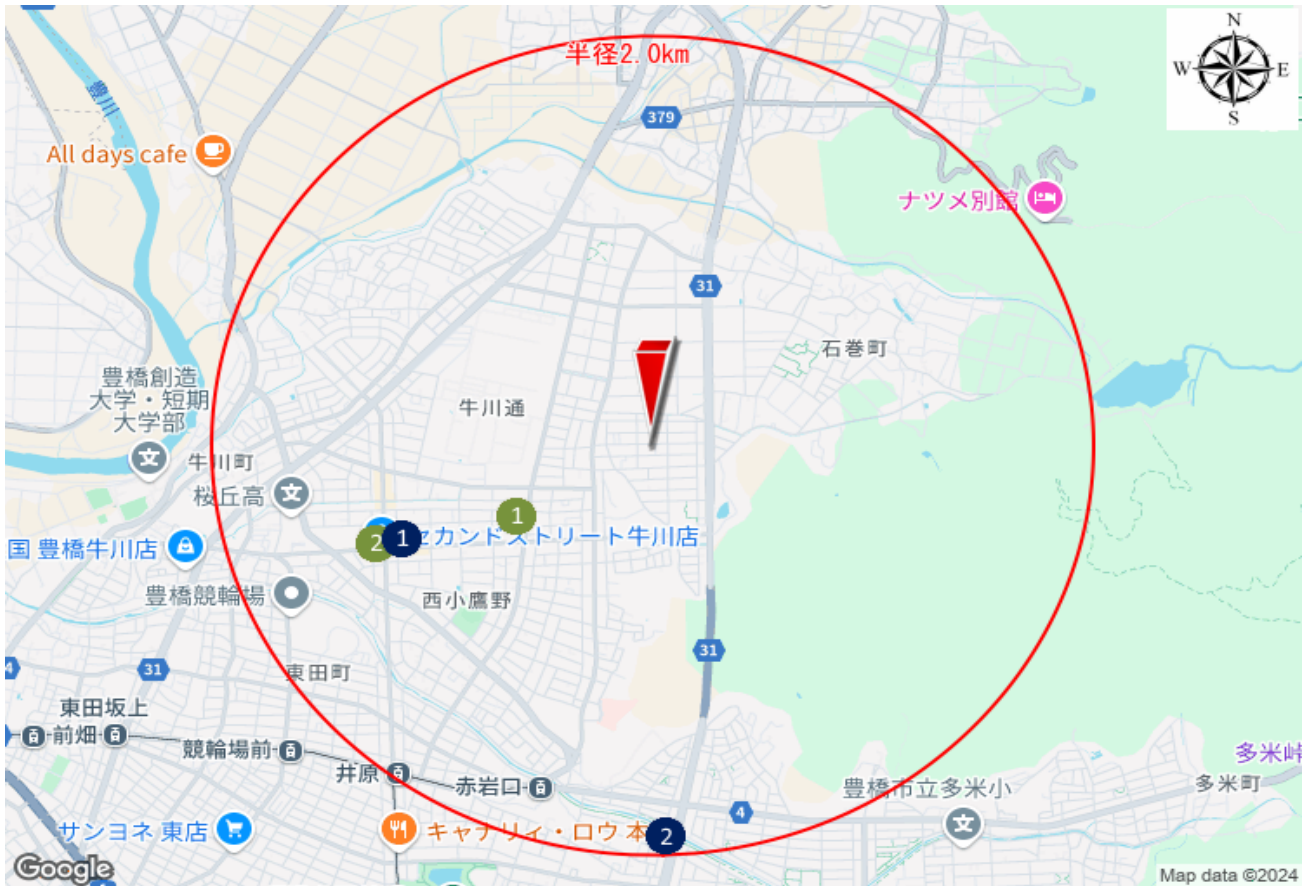 N
W
E
S
半径2.0km
豊川
379
All days cafe
ナツメ別館
31
石巻町
豊橋創造
大学・短期
大学部
牛川通
牛川町
桜丘高
1
2
1
セカンドストリート牛川店
国 豊橋牛川店
豊橋競輪場
西小鷹野
31
31
東田町
4
東田坂上
前畑
競輪場前
井原
赤岩口
多米峠
多米町
豊橋市立多米小
4
サンヨネ 東店
キャナリィ・ロウ 本
2
Google
4
Map data ©2024